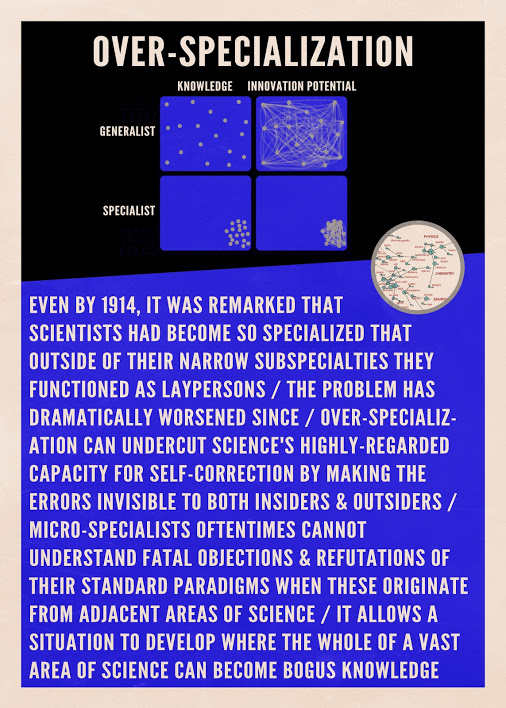 OVER-SPECIALIZATION
KNOWLEDGE INNOVATION POTENTIAL
GENERALIST
SPECIALIST
PHYSICS
CHEMISTRY
EVEN BY 1914, IT WAS REMARKED THAT
SCIENTISTS HAD BECOME SO SPECIALIZED THAT
OUTSIDE OF THEIR NARROW SUBSPECIALTIES THEY
FUNCTIONED AS LAYPERSONS / THE PROBLEM HAS
DRAMATICALLY WORSENED SINCE / OVER-SPECIALIZ-
ATION CAN UNDERCUT SCIENCE'S HIGHLY-REGARDED
CAPACITY FOR SELF-CORRECTION BY MAKING THE
ERRORS INVISIBLE TO BOTH INSIDERS & OUTSIDERS /
MICRO-SPECIALISTS OFTENTIMES CANNOT
UNDERSTAND FATAL OBJECTIONS & REFUTATIONS OF
THEIR STANDARD PARADIGMS WHEN THESE ORIGINATE
FROM ADJACENT AREAS OF SCIENCE / IT ALLOWS A
SITUATION TO DEVELOP WHERE THE WHOLE OF A VAST
AREA OF SCIENCE CAN BECOME BOGUS KNOWLEDGE